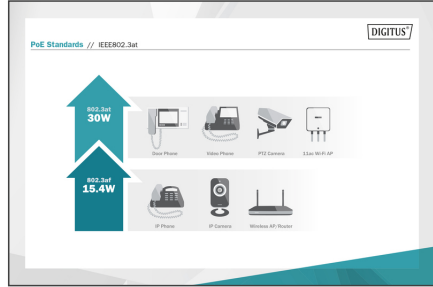 DIGITUS®
PoE Standards // IEEE802.3at
802.3at
30W
Door Phone
Video Phone
PTZ Camera
11ac Wi-Fi AP
802.3af
15.4W
IP Phone
IP Camera
Wireless AP/Router